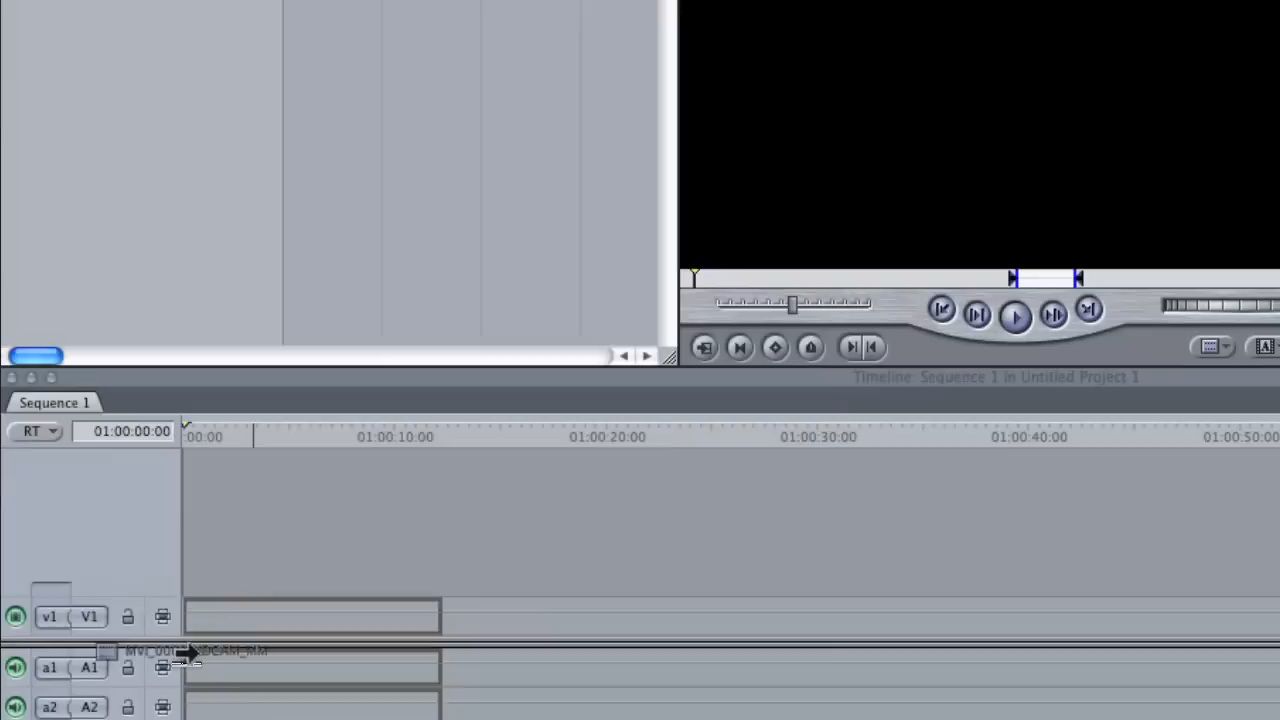 Timeline: Sequence 1 in Untitled Project 1
Sequence 1
RT 01:00:00:00 :00:00 01:00:10:00 01:00:20:00 01:00:30:00 01:00:40:00 01:00:50:00
v1 V1
a1 A1
a2 A2